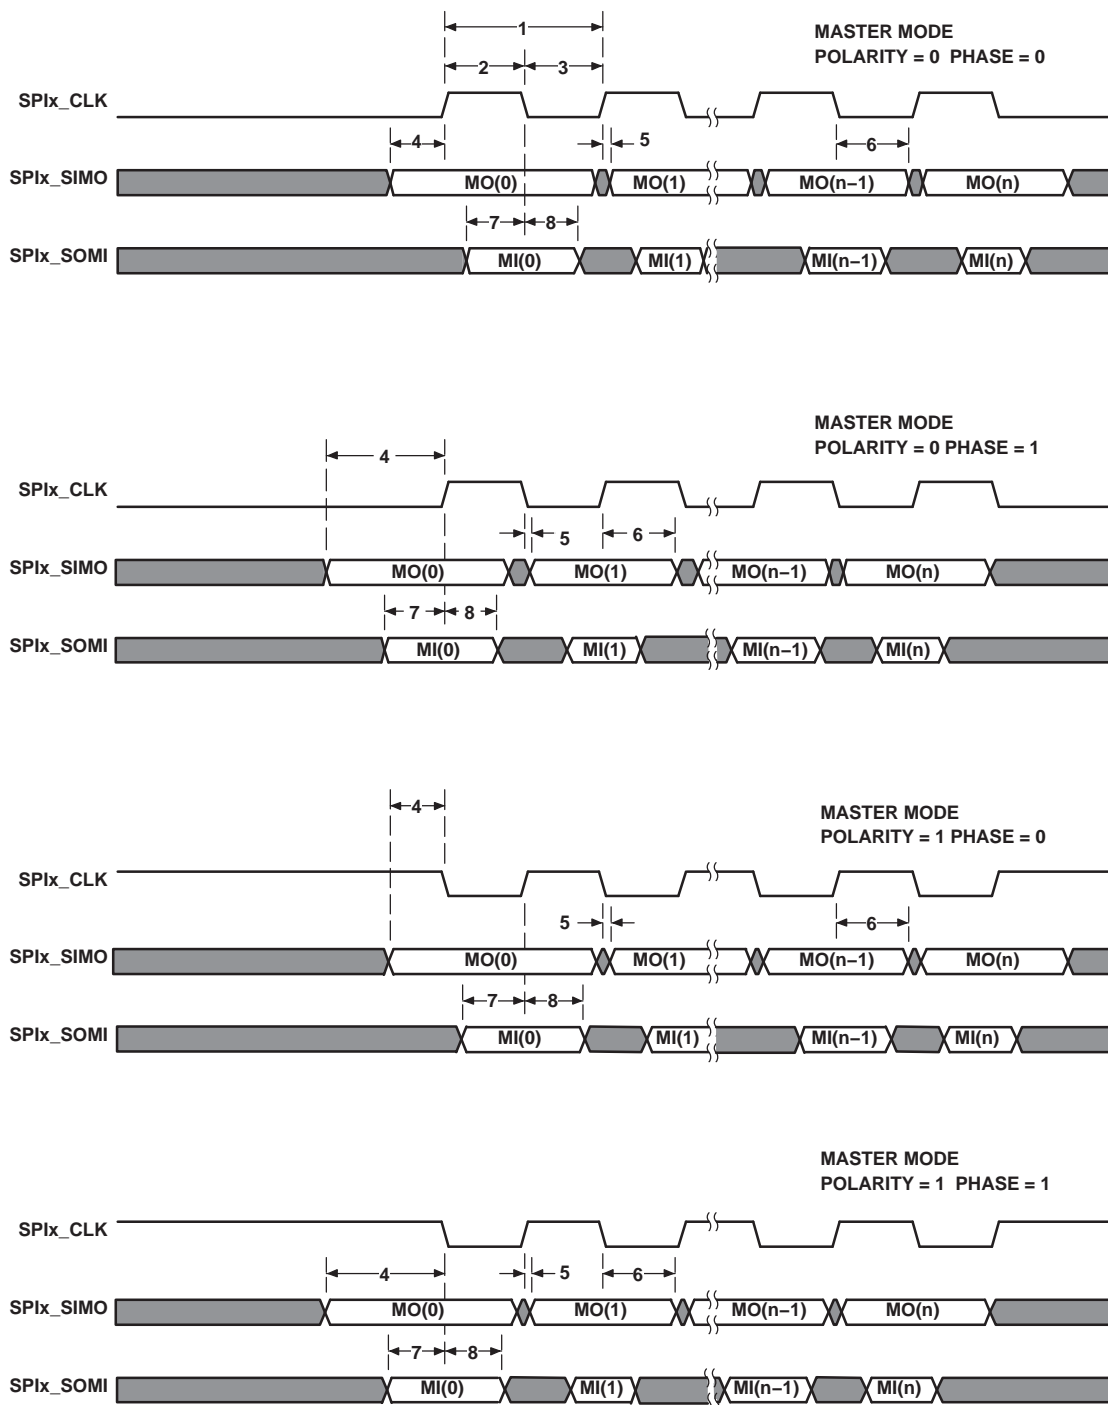 1
MASTER MODE
POLARITY = 0 PHASE = 0
2 3
SPIx_CLK
4 5 6
SPIx_SIMO MO(0) MO(1) MO(n−1) MO(n)
7 8
SPIx_SOMI MI(0) MI(1) MI(n−1) MI(n)
MASTER MODE
POLARITY = 0 PHASE = 1
4
SPIx_CLK
5 6
SPIx_SIMO MO(0) MO(1) MO(n−1) MO(n)
7 8
SPIx_SOMI MI(0) MI(1) MI(n−1) MI(n)
4
MASTER MODE
POLARITY = 1 PHASE = 0
SPIx_CLK
5 6
SPIx_SIMO MO(0) MO(1) MO(n−1) MO(n)
7 8
SPIx_SOMI MI(0) MI(1) MI(n−1) MI(n)
MASTER MODE
POLARITY = 1 PHASE = 1
SPIx_CLK
4 5 6
SPIx_SIMO MO(0) MO(1) MO(n−1) MO(n)
7 8
SPIx_SOMI MI(0) MI(1) MI(n−1) MI(n)